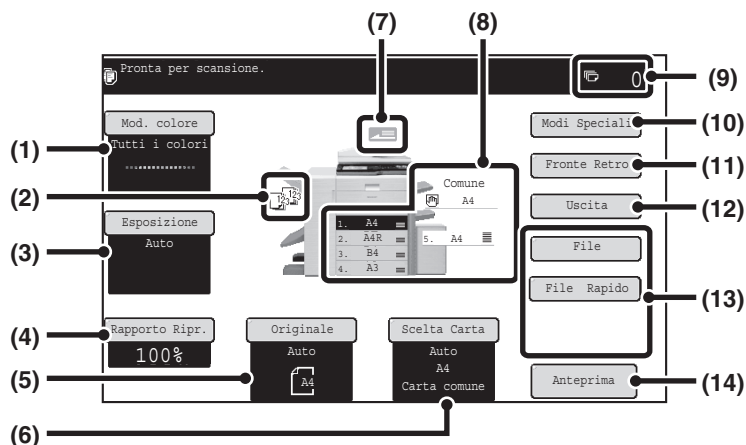 (7)
(8)
Pronta per scansione.
0
(9)
Mod. colore
Tutti i colori
(1)
Modi Speciali
(10)
Fronte Retro
(11)
(2)
123
123
Comune
A4
Uscita
(12)
Esposizione
Auto
(3)
1. A4
2. A4R
3. B4
4. A3
5. A4
File
File Rapido
(13)
Rapporto Ripr.
100%
(4)
Originale
Auto
A4
(5)
Scelta Carta
Auto
A4
Carta comune
(6)
Anteprima
(14)